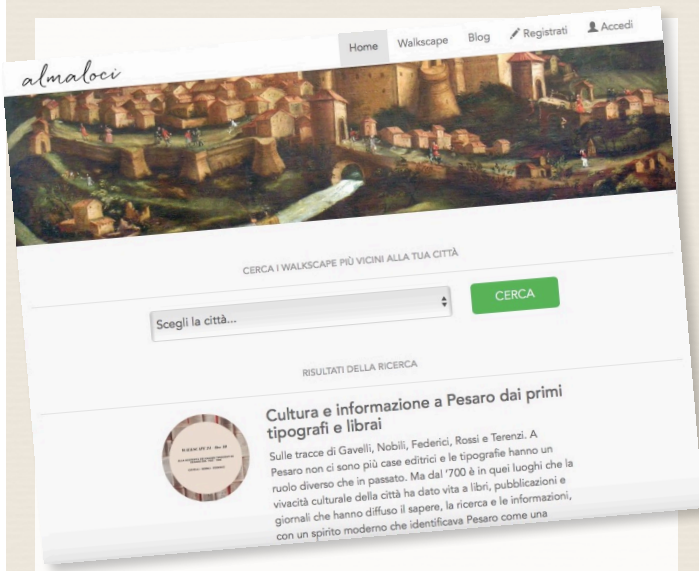 almaloci
Home Walkscape Blog Registrati Accedi
CERCA I WALKSCAPE PIÙ VICINI ALLA TUA CITTÀ
Scegli la città... CERCA
RISULTATI DELLA RICERCA
Cultura e informazione a Pesaro dai primi
tipografi e librai
Sulle tracce di Gavelli, Nobili, Federici, Rossi e Terenzi. A
Pesaro non ci sono più case editrici e le tipografie hanno un
ruolo diverso che in passato. Ma dal '700 è in quei luoghi che la
vivacità culturale della città ha dato vita a libri, pubblicazioni e
giornali che hanno diffuso il sapere, la ricerca e le informazioni,
con un spirito moderno che identificava Pesaro come una